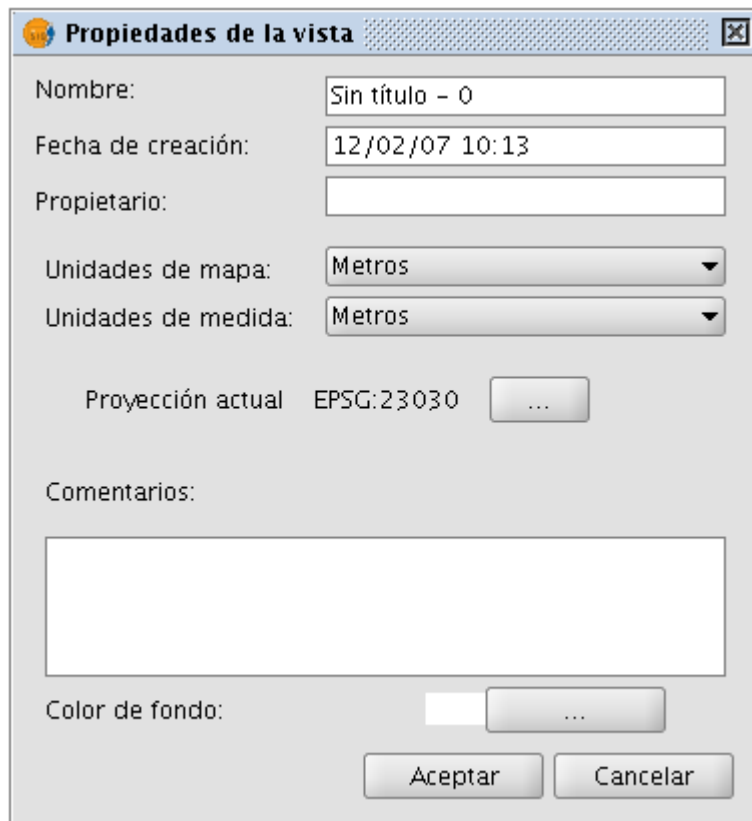 Propiedades de la vista
Nombre: Sin título - 0
Fecha de creación: 12/02/07 10:13
Propietario:
Unidades de mapa: Metros
Unidades de medida: Metros
Proyección actual EPSG:23030 ...
Comentarios:
Color de fondo: ...
Aceptar Cancelar